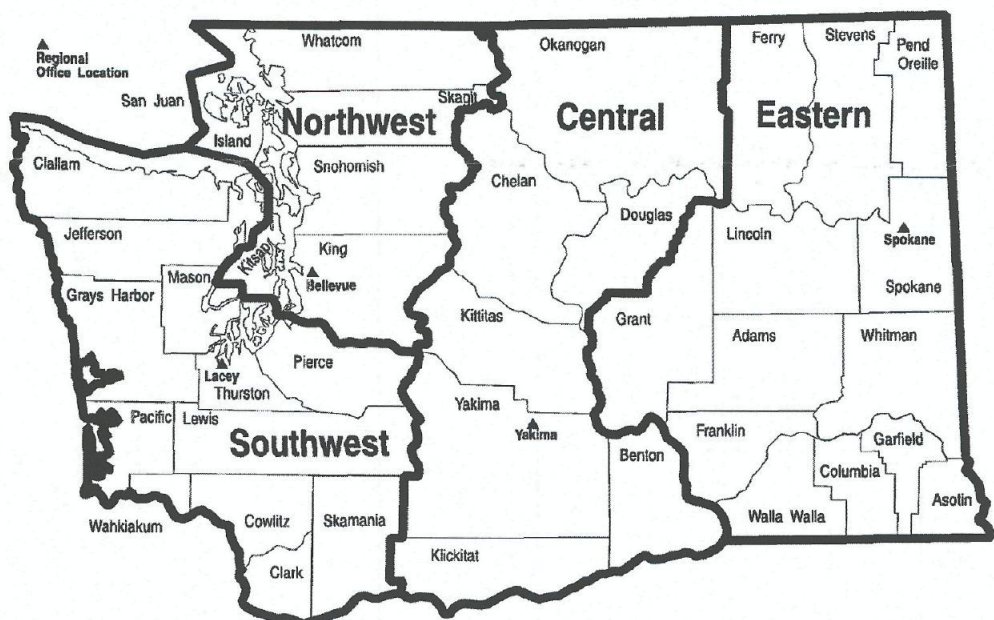 Regional
Office Location
Whatcom
Okanogan
Ferry
Stevens
Pend
Oreille
San Juan
Skagit
Island
Northwest
Central
Eastern
Clallam
Snohomish
Chelan
Douglas
Jefferson
King
Kitsap
Bellevue
Lincoln
Spokane
Spokane
Mason
Grays Harbor
Kittitas
Grant
Adams
Whitman
Pierce
Lacey
Thurston
Yakima
Yakima
Pacific
Lewis
Southwest
Franklin
Garfield
Benton
Columbia
Asotin
Walla Walla
Wahkiakum
Cowlitz
Skamania
Klickitat
Clark